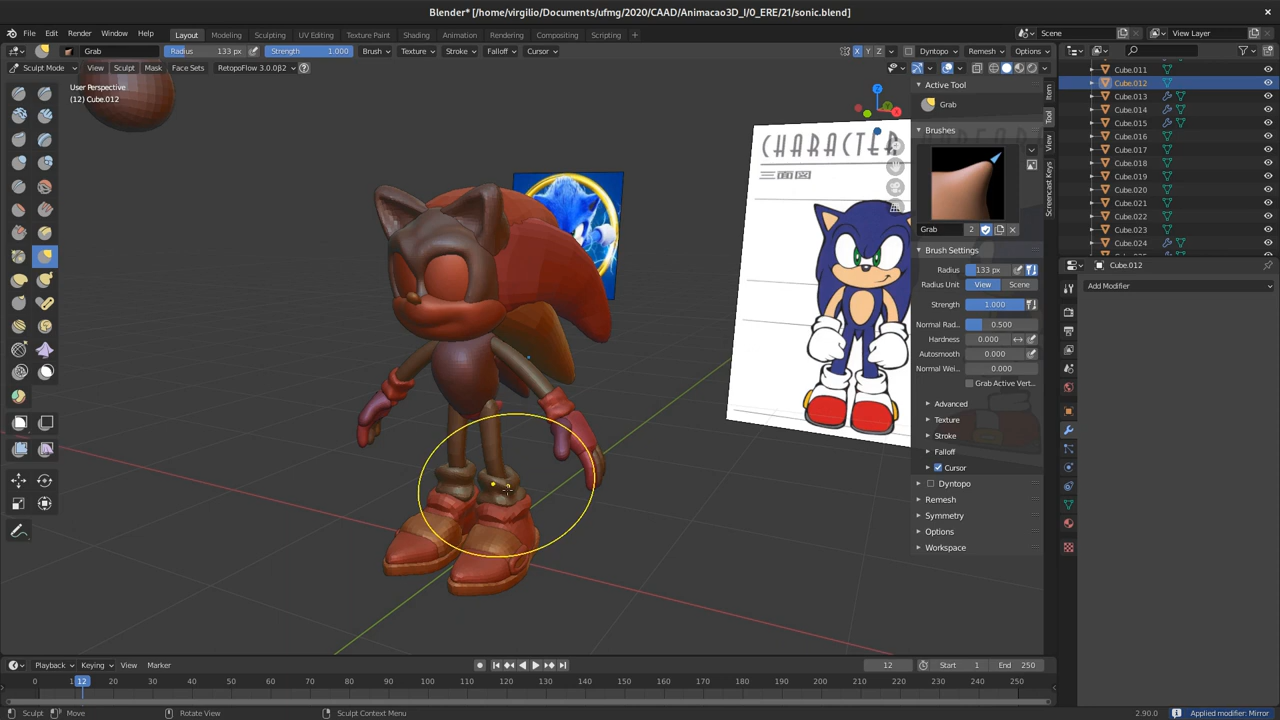 Blender* [/home/virgilio/Documents/ufmg/2020/CAAD/Animacao3D_I/0_ERE/21/sonic.blend]
File Edit Render Window Help Layout Modeling Sculpting UV Editing Texture Paint Shading Animation Rendering Compositing Scripting Scene View Layer
Grab Radius 133 px Strength 1.000 Brush Texture Stroke Falloff Cursor X Y Z Dyntopo Remesh Options
Sculpt Mode View Sculpt Mask Face Sets RetopoFlow 3.0.0β2
User Perspective
(12) Cube.012
Z
CHARACTER
Active Tool
Grab
Brushes
Grab 2
Brush Settings
Radius 133 px
Radius Unit View Scene
Strength 1.000
Normal Rad... 0.500
Hardness 0.000
Autosmooth 0.000
Normal Wei... 0.000
Grab Active Vert...
Advanced
Texture
Stroke
Falloff
Cursor
Dyntopo
Remesh
Symmetry
Options
Workspace
Item
Tool
View
Screencast Keys
Cube.011
Cube.012
Cube.013
Cube.014
Cube.015
Cube.016
Cube.017
Cube.018
Cube.019
Cube.020
Cube.021
Cube.022
Cube.023
Cube.024
Cube.012
Add Modifier
Playback Keying View Marker 12 Start 1 End 250
0 12 20 30 40 50 60 70 80 90 100 110 120 130 140 150 160 170 180 190 200 210 220 230 240 250
Sculpt Move Rotate View Sculpt Context Menu 2.90.0 Applied modifier: Mirror